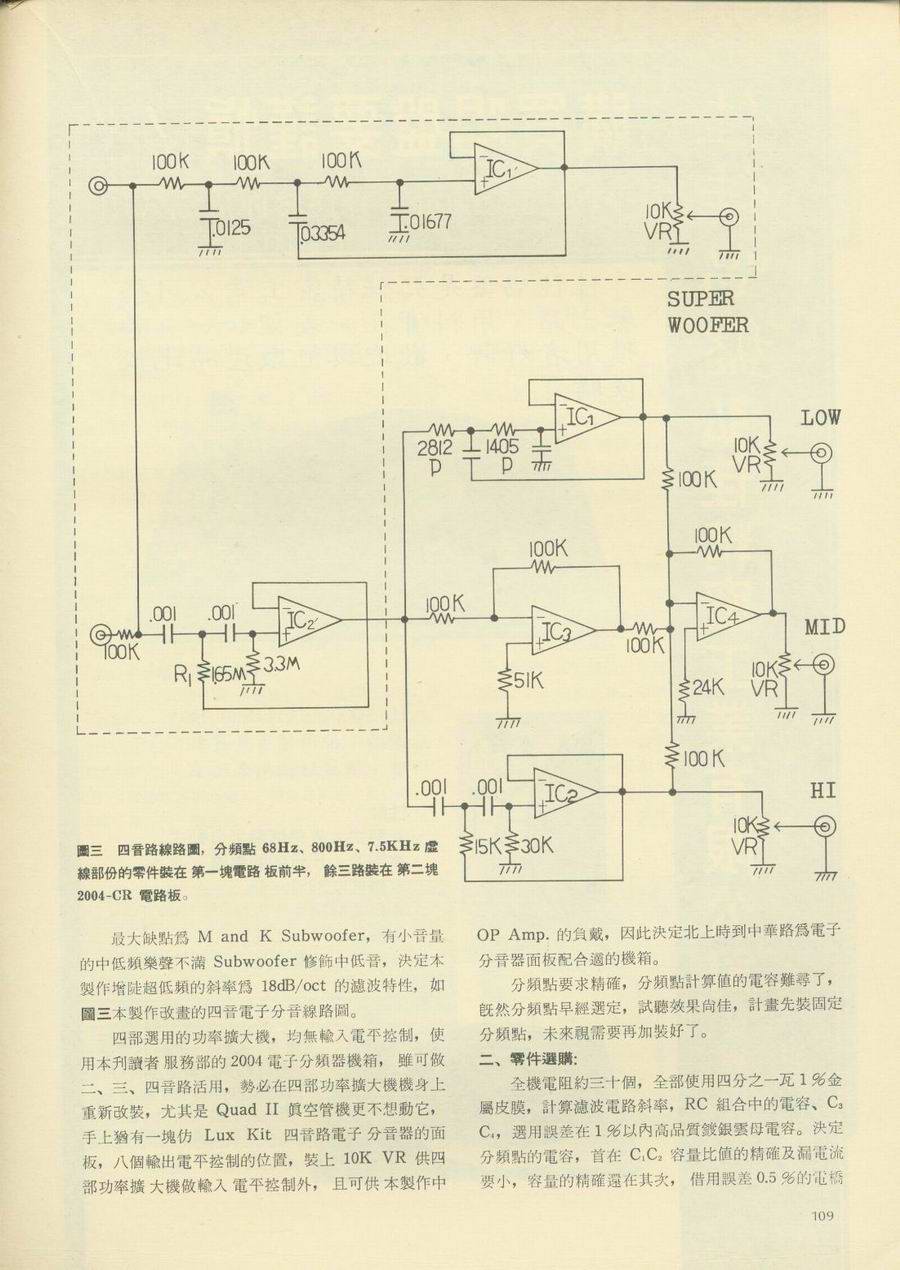 100K
100K
100K
IC1'
.0125
.03354
.01677
10K
VR
SUPER
WOOFER
LOW
IC1
2812
P
1405
P
10K
VR
100K
100K
100K
100K
IC3
100K
IC4
MID
51K
24K
10K
VR
.001
.001
IC2'
100K
R1
1.65M
3.3M
100K
HI
.001
.001
IC2
15K
30K
10K
VR
圖三 四音路線路圖,分頻點 68Hz、800Hz、7.5KHz 虛
線部份的零件裝在第一塊電路板前半, 餘三路裝在第二塊
2004-CR 電路板。
最大缺點爲 M and K Subwoofer,有小音量
的中低頻樂聲不滿 Subwoofer 修飾中低音,決定本
製作增陡超低頻的斜率爲 18dB/oct 的濾波特性,如
圖三本製作改畫的四音電子分音線路圖。
四部選用的功率擴大機,均無輸入電平控制,使
用本刋讀者服務部的 2004 電子分頻器機箱, 雖可做
二、三、四音路活用,勢必在四部功率擴大機機身上
重新改裝,尤其是 Quad II 眞空管機更不想動它,
手上猶有一塊仿 Lux Kit 四音路電子分音器的面
板,八個輸出電平控制的位置,裝上 10K VR 供四
部功率擴大機做輸入電平控制外, 且可供本製作中
OP Amp. 的負戴,因此決定北上時到中華路爲電子
分音器面板配合適的機箱。
分頻點要求精確,分頻點計算值的電容難尋了,
旣然分頻點早經選定,試聽效果尙佳,計畫先裝固定
分頻點,未來視需要再加裝好了。
二、零件選購:
全機電阻約三十個,全部使用四分之一瓦1%金
屬皮膜,計算濾波電路斜率,RC 組合中的電容、C3
C4,選用誤差在1%以內高品質鍍銀雲母電容。決定
分頻點的電容,首在 C1C2 容量比值的精確及漏電流
要小,容量的精確還在其次, 借用誤差 0.5 %的電橋
109